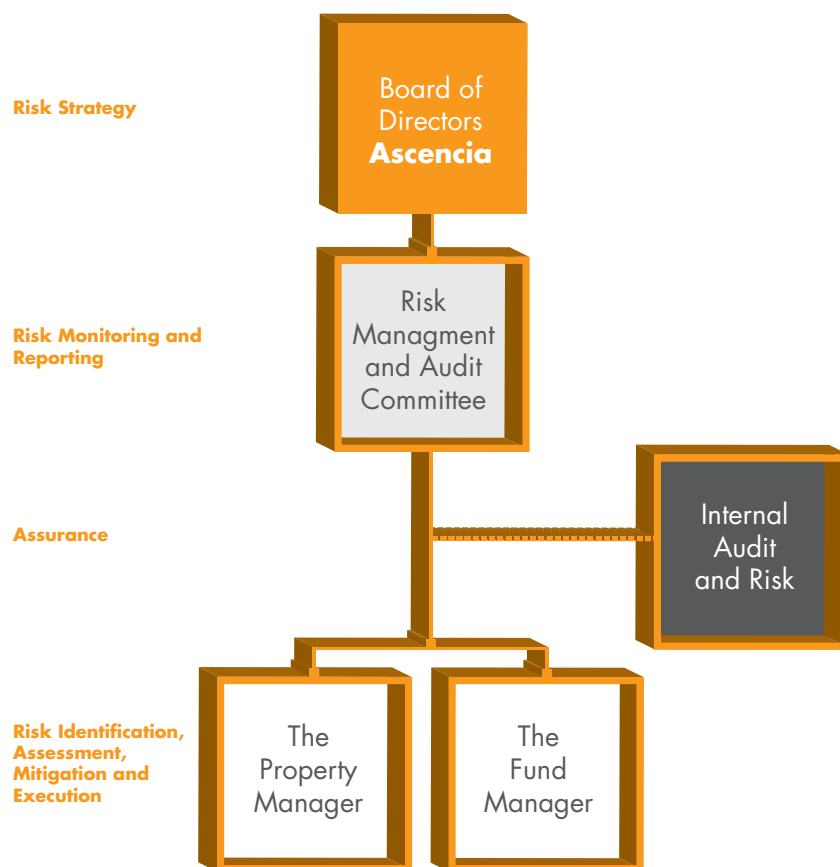 Risk Strategy
Board of
Directors
Ascencia
Risk Monitoring and
Reporting
Risk
Managment
and Audit
Committee
Assurance
Internal
Audit
and Risk
Risk Identification,
Assessment,
Mitigation and
Execution
The
Property
Manager
The
Fund
Manager